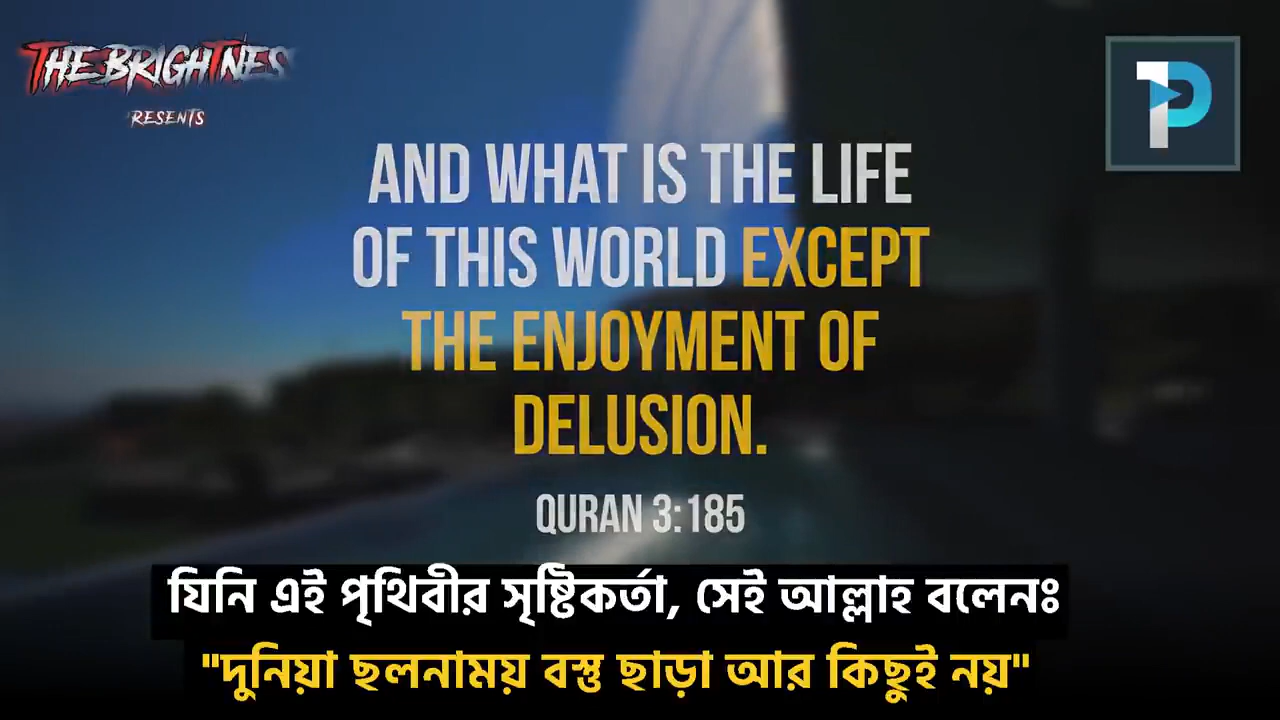 THE BRIGHTNES
RESENTS
AND WHAT IS THE LIFE
OF THIS WORLD EXCEPT
THE ENJOYMENT OF
DELUSION.
QURAN 3:185
যিনি এই পৃথিবীর সৃষ্টিকর্তা, সেই আল্লাহ বলেনঃ
"দুনিয়া ছলনাময় বস্তু ছাড়া আর কিছুই নয়"